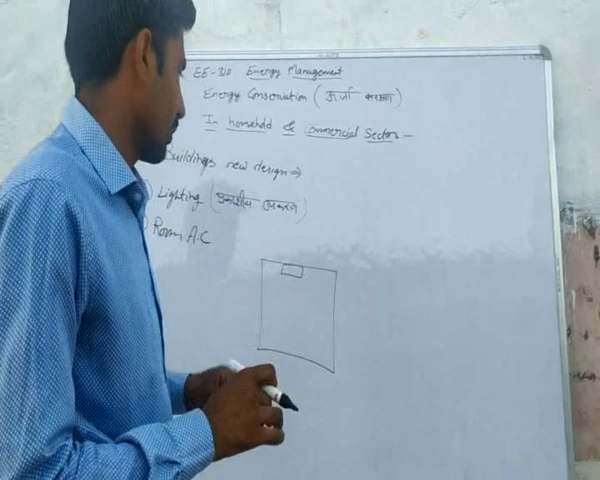 EE-310 Energy Management
Energy Conservation (ऊर्जा संरक्षण)
In household & Commercial Sectors -
Buildings new design ⇒
) Lighting (प्रकाशीय उपकरण)
) Room A.C